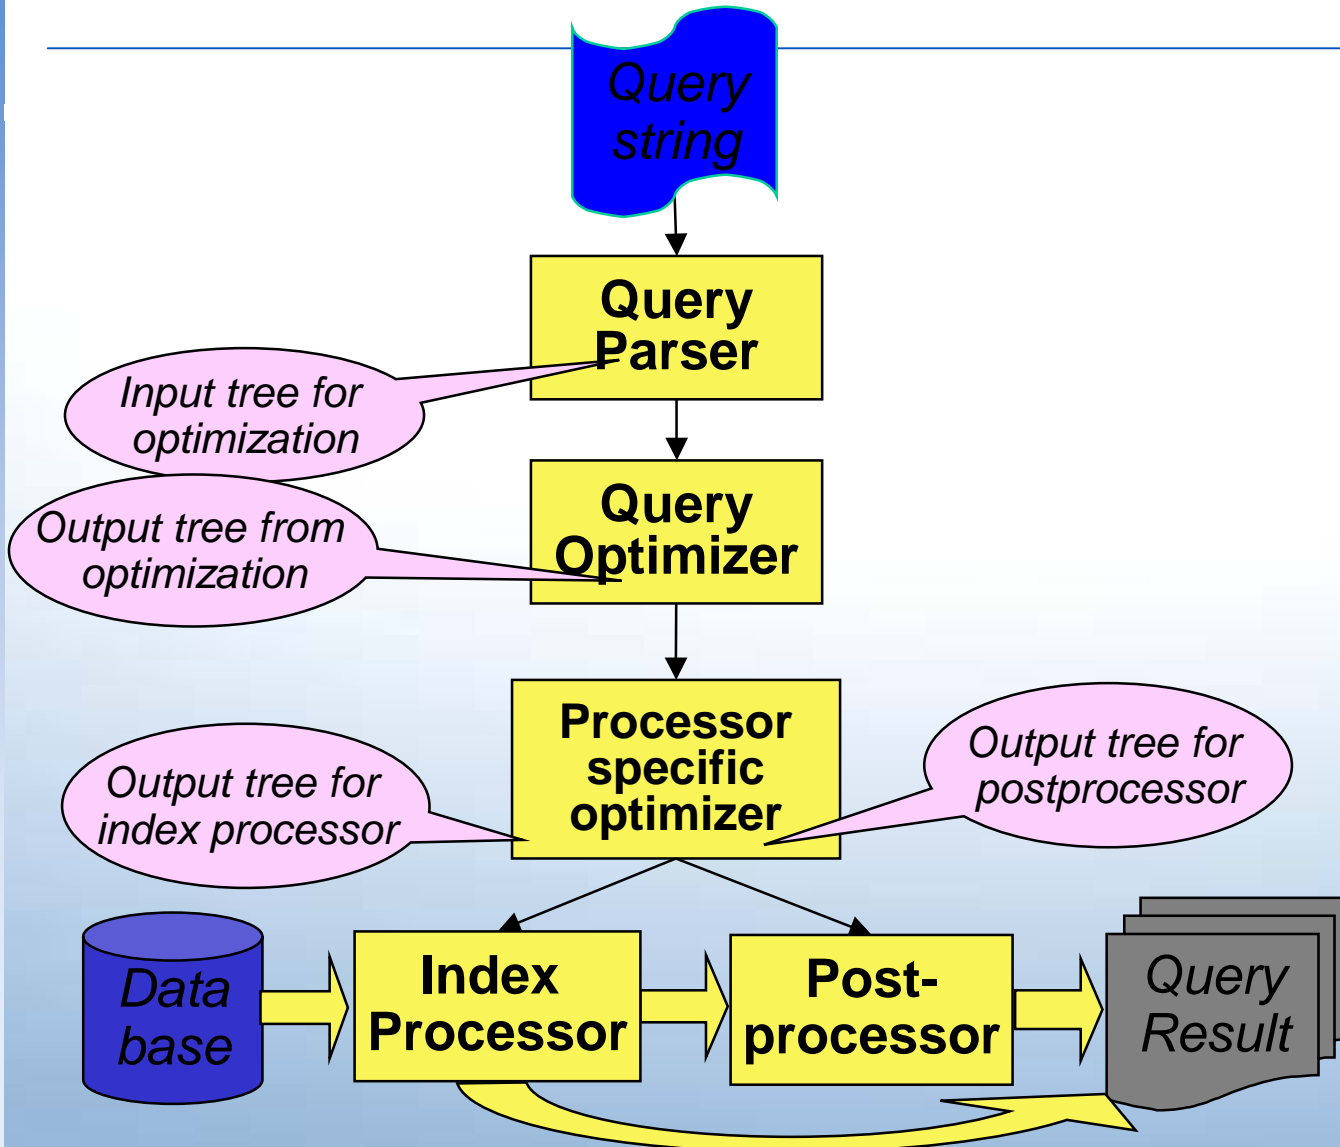 Query
string
Query
Parser
Input tree for
optimization
Query
Optimizer
Output tree from
optimization
Processor
specific
optimizer
Output tree for
index processor
Output tree for
postprocessor
Data
base
Index
Processor
Post-
processor
Query
Result